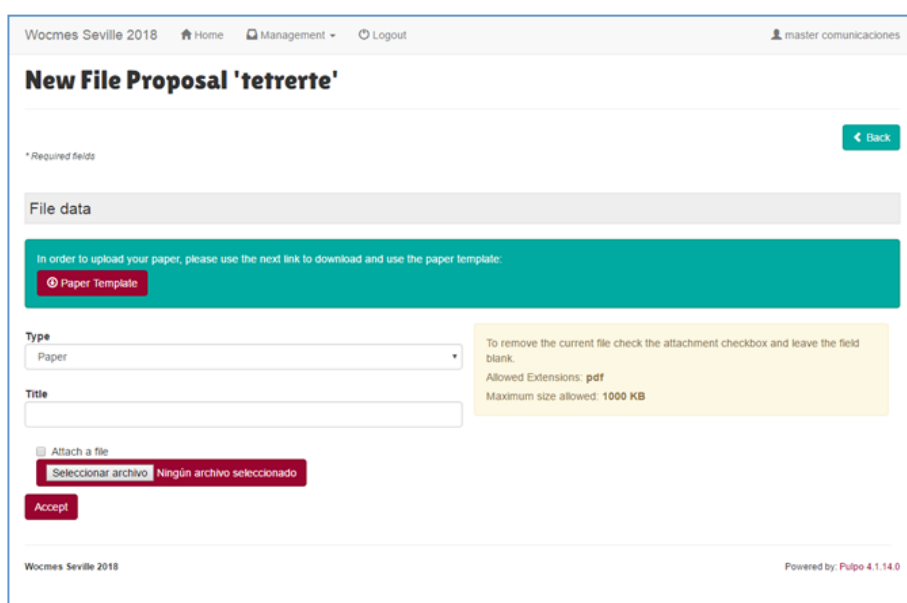 Wocmes Seville 2018 Home Management Logout master comunicaciones
New File Proposal 'tetrerte'
Back
* Required fields
File data
In order to upload your paper, please use the next link to download and use the paper template:
Paper Template
Type
Paper
To remove the current file check the attachment checkbox and leave the field
blank.
Allowed Extensions: pdf
Maximum size allowed: 1000 KB
Title
Attach a file
Seleccionar archivo Ningún archivo seleccionado
Accept
Wocmes Seville 2018 Powered by: Pulpo 4.1.14.0